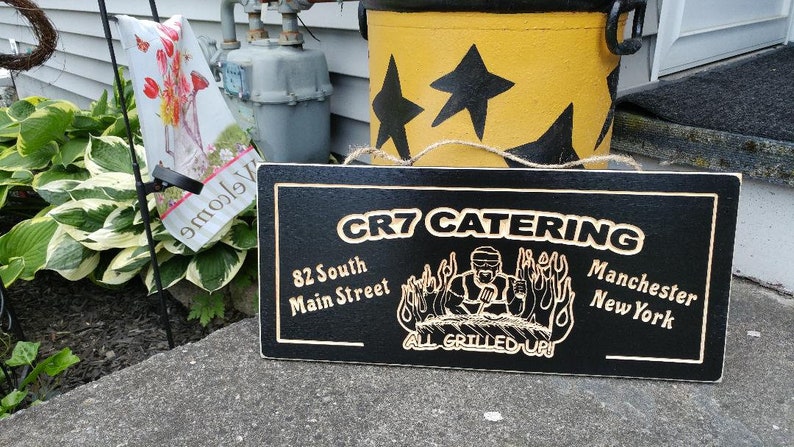 Welcome
CR7 CATERING
82 South
Main Street
Manchester
New York
ALL GRILLED UP!